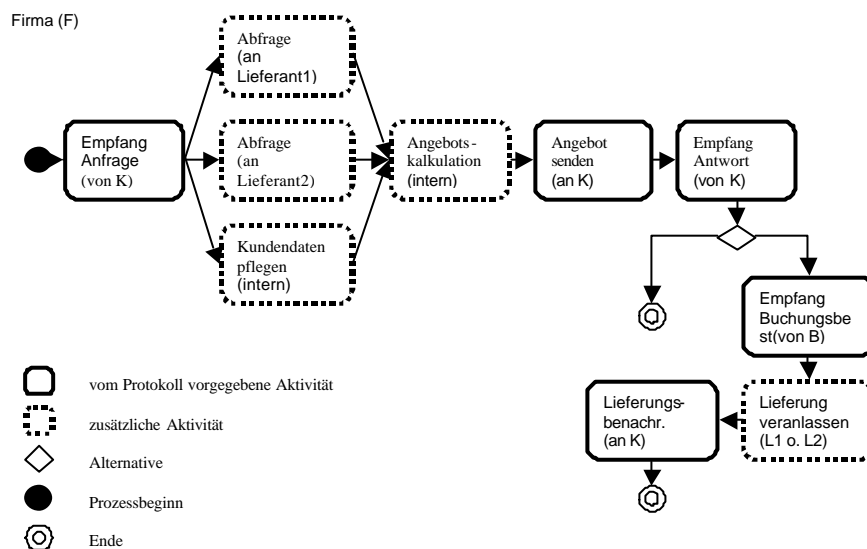 Firma (F)
Abfrage
(an
Lieferant1)
Empfang
Anfrage
(von K)
Abfrage
(an
Lieferant2)
Kundendaten
pflegen
(intern)
Angebots-
kalkulation
(intern)
Angebot
senden
(an K)
Empfang
Antwort
(von K)
Empfang
Buchungsbe
st(von B)
Lieferung
veranlassen
(L1 o. L2)
Lieferungs-
benachr.
(an K)
vom Protokoll vorgegebene Aktivität
zusätzliche Aktivität
Alternative
Prozessbeginn
Ende